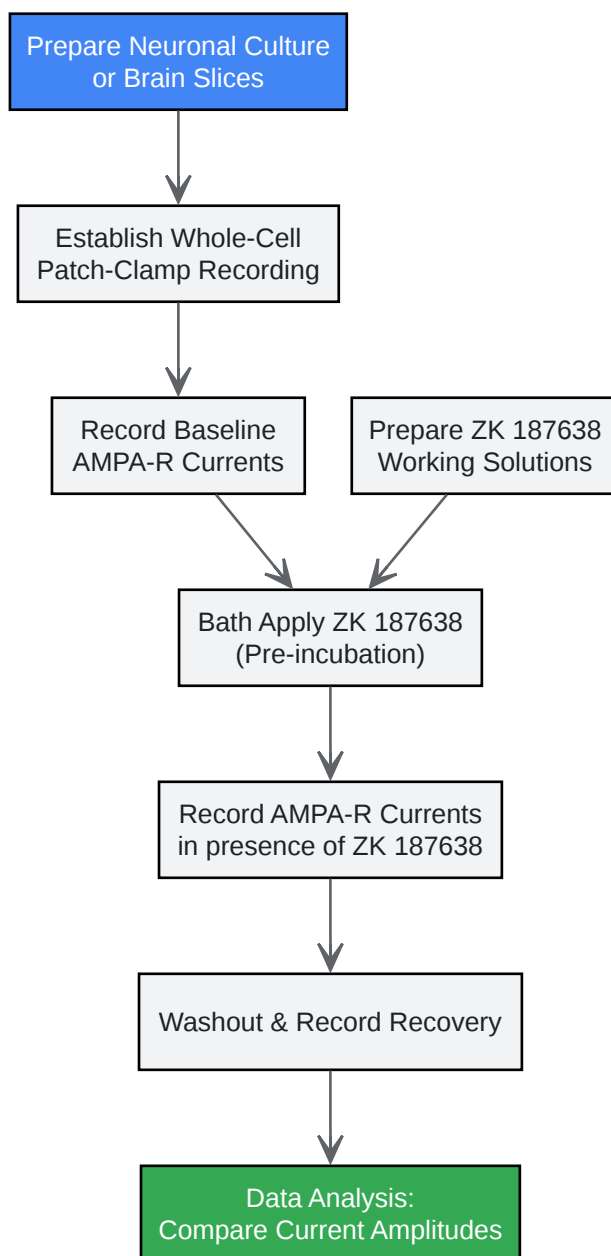 Prepare Neuronal Culture
or Brain Slices
Establish Whole-Cell
Patch-Clamp Recording
Record Baseline
AMPA-R Currents
Prepare ZK 187638
Working Solutions
Bath Apply ZK 187638
(Pre-incubation)
Record AMPA-R Currents
in presence of ZK 187638
Washout & Record Recovery
Data Analysis:
Compare Current Amplitudes